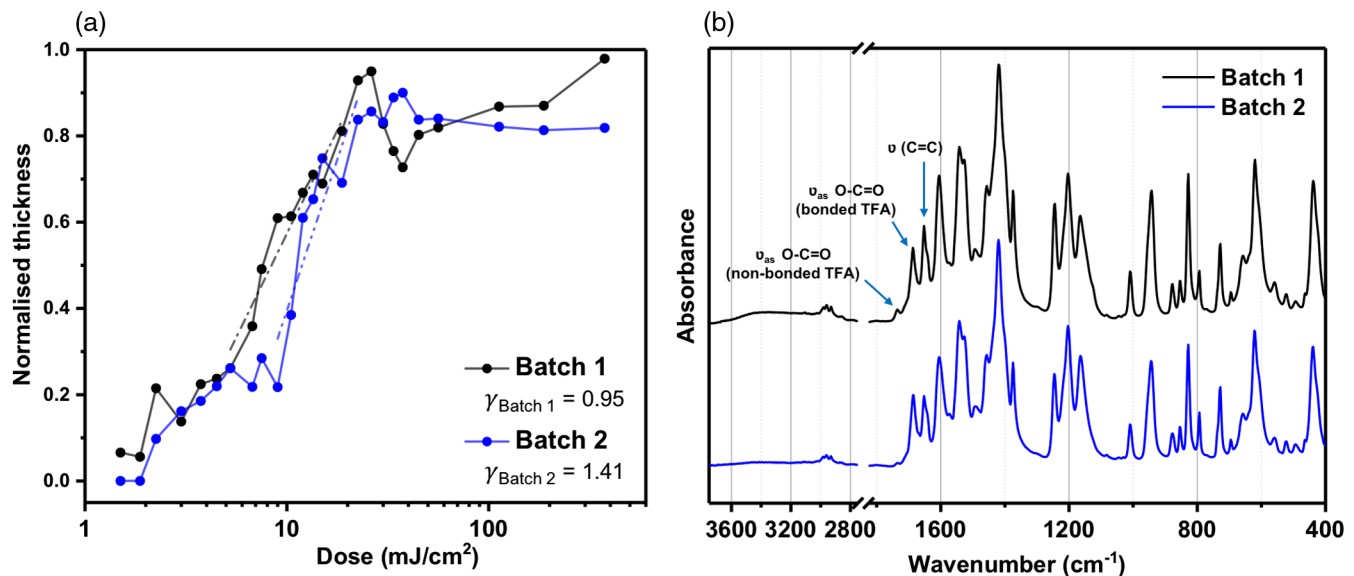 (a)
Normalised thickness
1.0
0.8
0.6
0.4
0.2
0.0
1
10
100
Dose (mJ/cm²)
Batch 1
γBatch 1 = 0.95
Batch 2
γBatch 2 = 1.41
(b)
Absorbance
Batch 1
Batch 2
υ (C=C)
υas O-C=O
(bonded TFA)
υas O-C=O
(non-bonded TFA)
3600 3200 2800 1600 1200 800 400
Wavenumber (cm⁻¹)